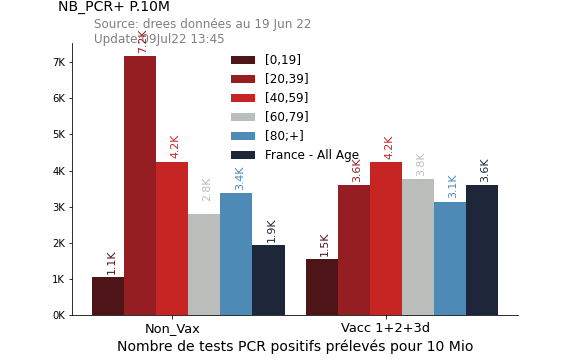 NB_PCR+ P.10M
Source: drees données au 19 Jun 22
Update:09Jul22 13:45
7K
6K
5K
4K
3K
2K
1K
0K
[0,19]
[20,39]
[40,59]
[60,79]
[80;+]
France - All Age
1.1K
7.2K
4.2K
2.8K
3.4K
1.9K
1.5K
3.6K
4.2K
3.8K
3.1K
3.6K
Non_Vax
Vacc 1+2+3d
Nombre de tests PCR positifs prélevés pour 10 Mio